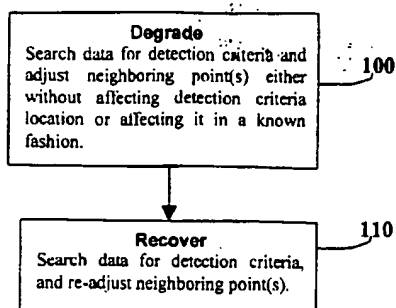 Degrade
Search data for detection criteria and
adjust neighboring point(s) either
without affecting detection criteria
location or affecting it in a known
fashion.
100
Recover
Search data for detection criteria,
and re-adjust neighboring point(s).
110